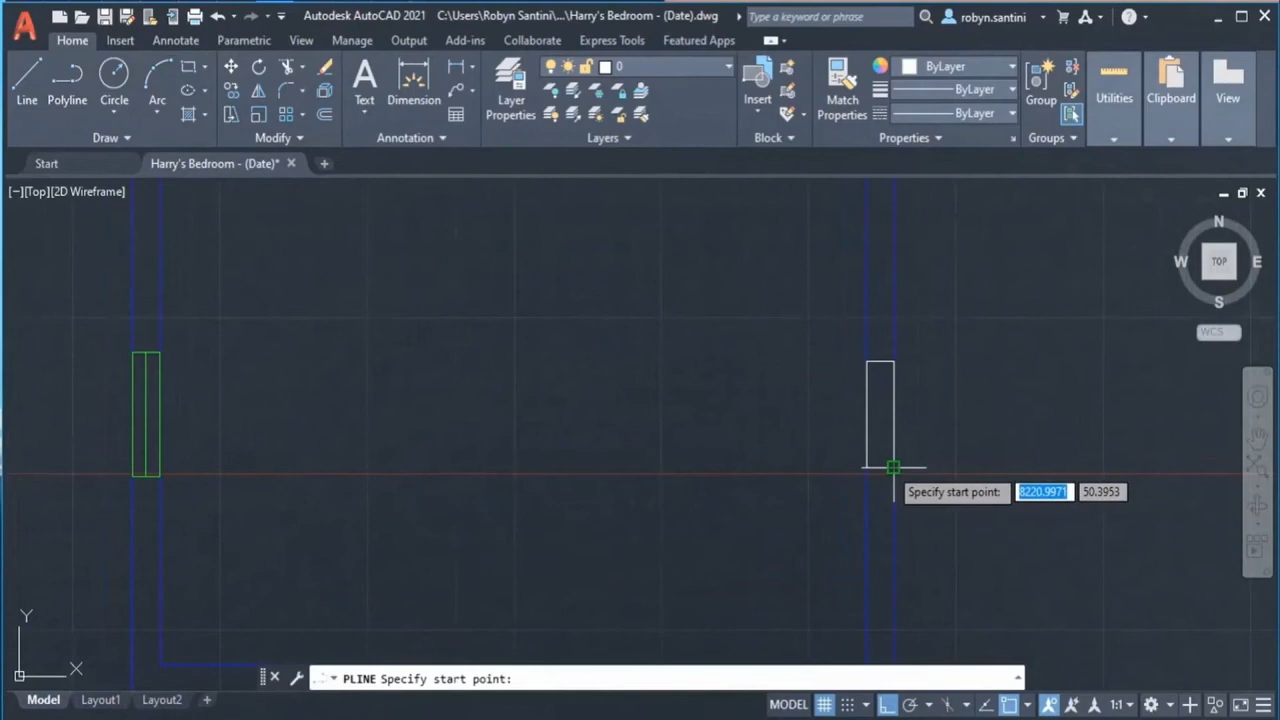 A Autodesk AutoCAD 2021 C:\Users\Robyn Santini\...\Harry's Bedroom - (Date).dwg Type a keyword or phrase robyn.santini
Home Insert Annotate Parametric View Manage Output Add-ins Collaborate Express Tools Featured Apps
0 ByLayer
ByLayer
ByLayer
Line Polyline Circle Arc Text Dimension Layer Properties Insert Match Properties Group Utilities Clipboard View
Draw Modify Annotation Layers Block Properties Groups
Start Harry's Bedroom - (Date)*
[−][Top][2D Wireframe]
N
W TOP E
S
WCS
Specify start point: 8220.9971 50.3953
Y
X
PLINE Specify start point:
Model Layout1 Layout2 + MODEL 1:1